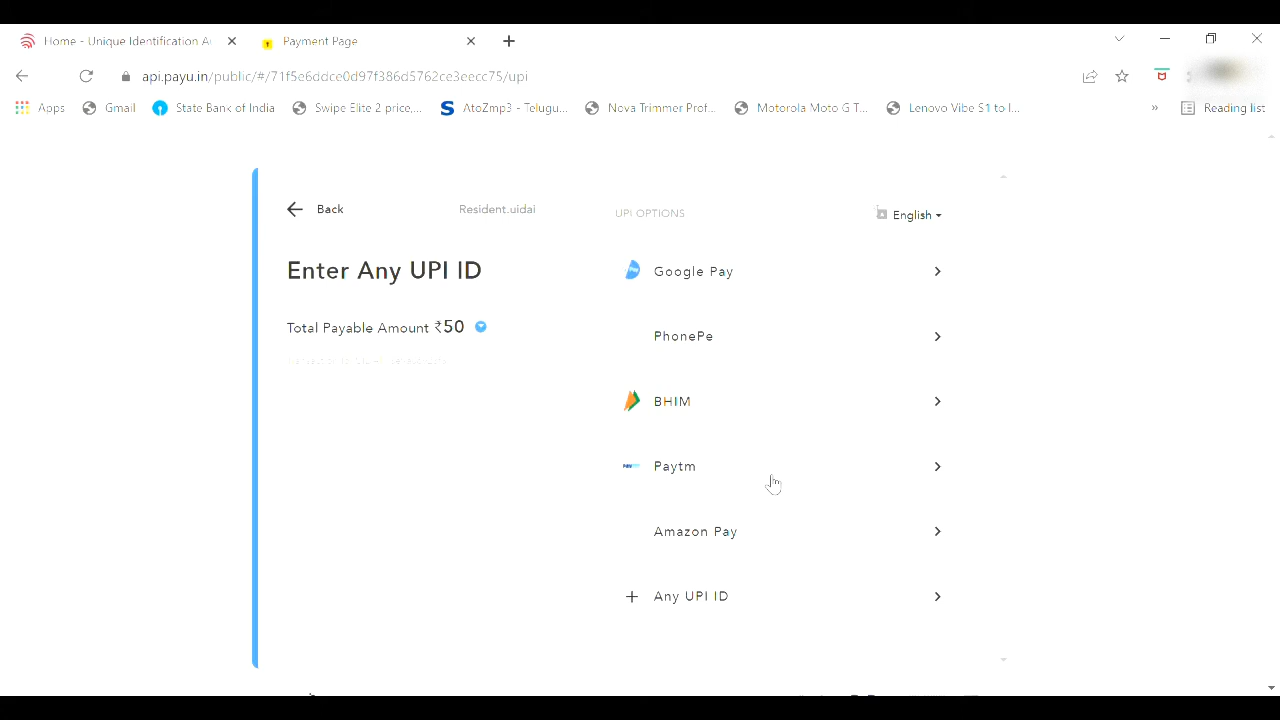 Home - Unique Identification Au
Payment Page
api.payu.in/public/#/71f5e6ddce0d97f386d5762ce3eecc75/upi
Apps
Gmail
State Bank of India
Swipe Elite 2 price,...
AtoZmp3 - Telugu...
Nova Trimmer Prof...
Motorola Moto G T...
Lenovo Vibe S1 to l...
»
Reading list
Back
Resident.uidai
UPI OPTIONS
English
Enter Any UPI ID
Google Pay
Total Payable Amount ₹50
PhonePe
BHIM
Paytm
Amazon Pay
Any UPI ID